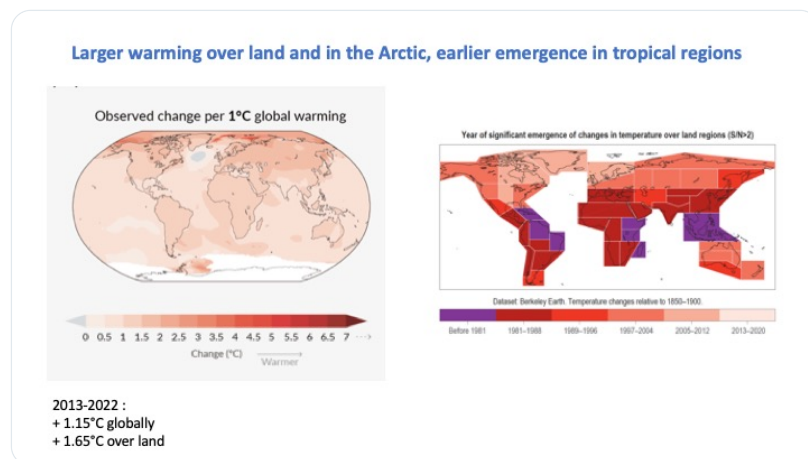 Larger warming over land and in the Arctic, earlier emergence in tropical regions
Observed change per 1°C global warming
0 0.5 1 1.5 2 2.5 3 3.5 4 4.5 5 5.5 6 6.5 7
Change (°C)
Warmer
Year of significant emergence of changes in temperature over land regions (S/N>2)
Dataset: Berkeley Earth. Temperature changes relative to 1850–1900.
Before 1981 1981–1988 1989–1996 1997–2004 2005–2012 2013–2020
2013-2022 :
+ 1.15°C globally
+ 1.65°C over land